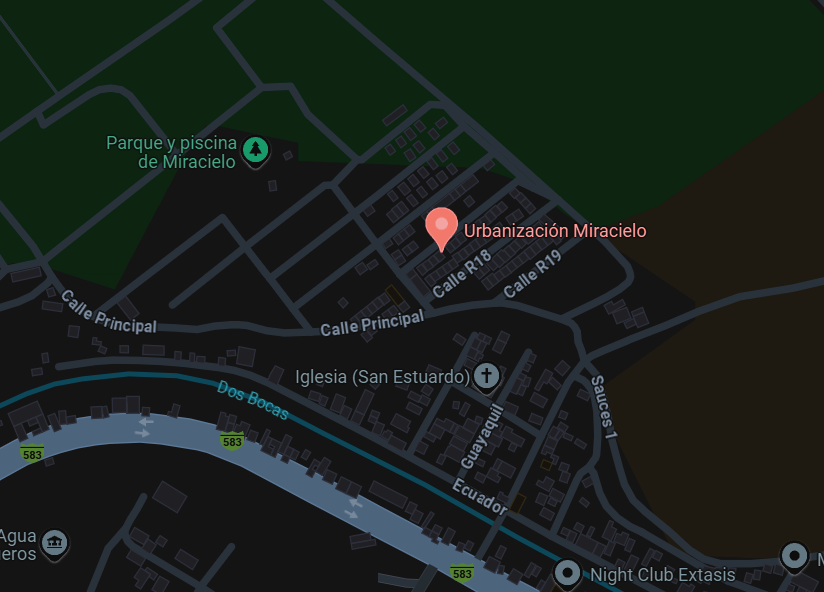 Parque y piscina
de Miracielo
Urbanización Miracielo
Calle R18
Calle R19
Calle Principal
Calle Principal
Iglesia (San Estuardo)
Dos Bocas
Sauces 1
Guayaquil
583
583
Ecuador
Agua
eros
583
Night Club Extasis
M